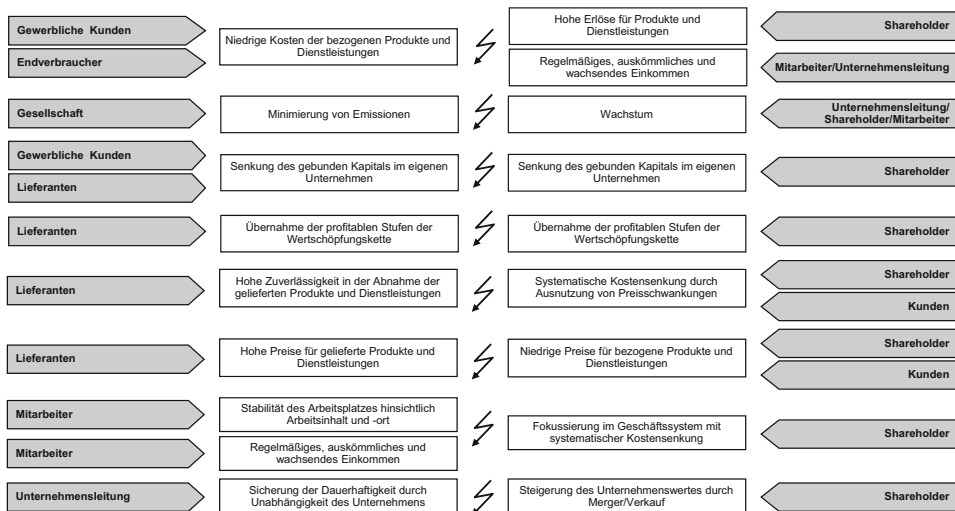 Gewerbliche Kunden
Endverbraucher
Niedrige Kosten der bezogenen Produkte und
Dienstleistungen
Hohe Erlöse für Produkte und
Dienstleistungen
Regelmäßiges, auskömmliches und
wachsendes Einkommen
Shareholder
Mitarbeiter/Unternehmensleitung
Gesellschaft
Minimierung von Emissionen
Wachstum
Unternehmensleitung/
Shareholder/Mitarbeiter
Gewerbliche Kunden
Lieferanten
Senkung des gebunden Kapitals im eigenen
Unternehmen
Senkung des gebunden Kapitals im eigenen
Unternehmen
Shareholder
Lieferanten
Übernahme der profitablen Stufen der
Wertschöpfungskette
Übernahme der profitablen Stufen der
Wertschöpfungskette
Shareholder
Lieferanten
Hohe Zuverlässigkeit in der Abnahme der
gelieferten Produkte und Dienstleistungen
Systematische Kostensenkung durch
Ausnutzung von Preisschwankungen
Shareholder
Kunden
Lieferanten
Hohe Preise für gelieferte Produkte und
Dienstleistungen
Niedrige Preise für bezogene Produkte und
Dienstleistungen
Shareholder
Kunden
Mitarbeiter
Mitarbeiter
Stabilität des Arbeitsplatzes hinsichtlich
Arbeitsinhalt und -ort
Regelmäßiges, auskömmliches und
wachsendes Einkommen
Fokussierung im Geschäftssystem mit
systematischer Kostensenkung
Shareholder
Unternehmensleitung
Sicherung der Dauerhaftigkeit durch
Unabhängigkeit des Unternehmens
Steigerung des Unternehmenswertes durch
Merger/Verkauf
Shareholder